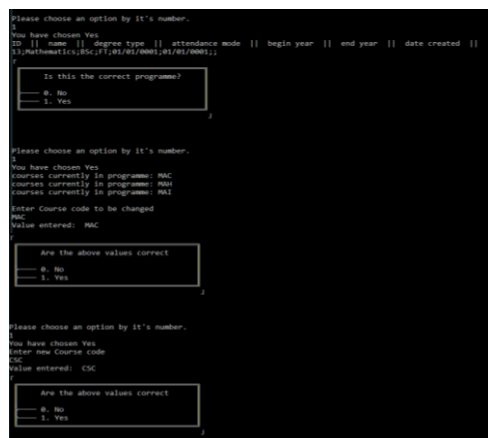 Please choose an option by it's number.
1
You have chosen Yes
ID || name || degree type || attendance mode || begin year || end year || date created ||
13;Mathematics;BSc;FT;01/01/0001;01/01/0001;;
Is this the correct programme?
0. No
1. Yes
Please choose an option by it's number.
1
You have chosen Yes
courses currently in programme: MAC
courses currently in programme: MAH
courses currently in programme: MAI
Enter Course code to be changed
MAC
Value entered: MAC
Are the above values correct
0. No
1. Yes
Please choose an option by it's number.
1
You have chosen Yes
Enter new Course code
CSC
Value entered: CSC
Are the above values correct
0. No
1. Yes